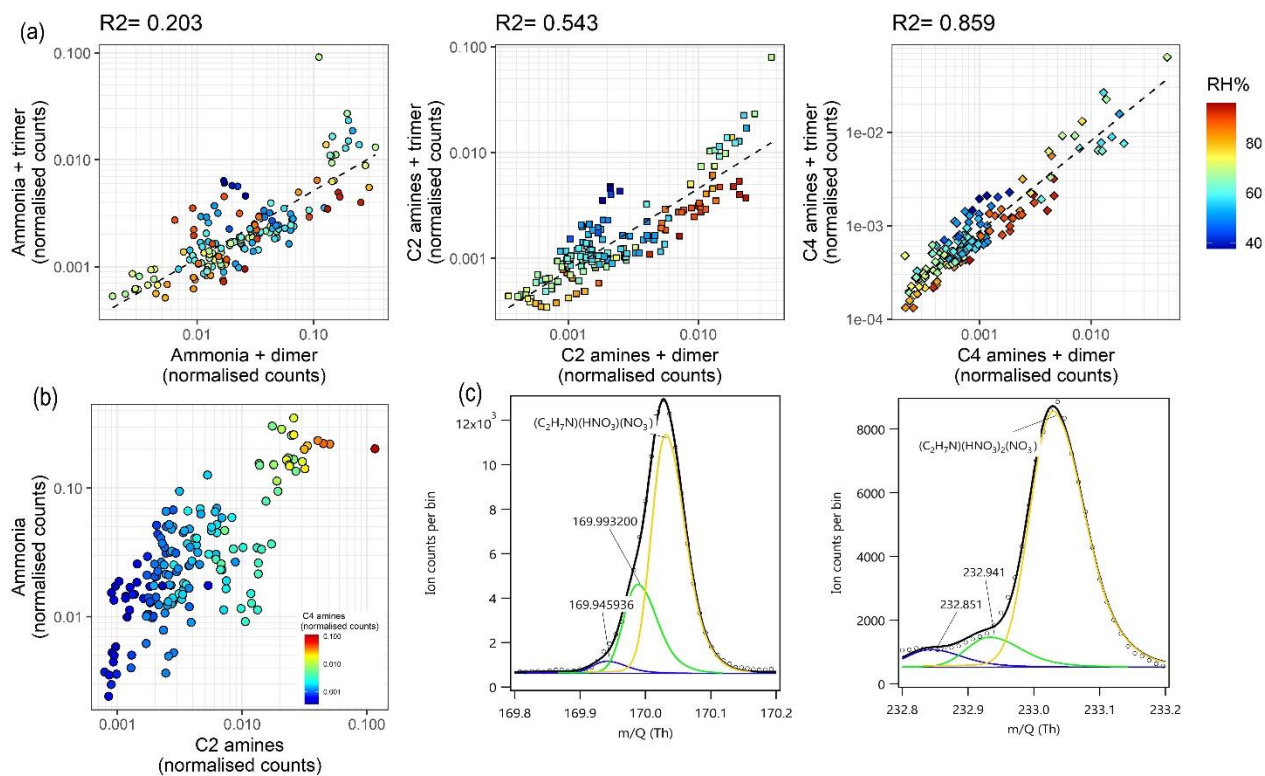 (a)
R2= 0.203
R2= 0.543
R2= 0.859
Ammonia + trimer
(normalised counts)
0.100
0.010
0.001
0.01
0.10
Ammonia + dimer
(normalised counts)
C2 amines + trimer
(normalised counts)
0.100
0.010
0.001
0.001
0.010
C2 amines + dimer
(normalised counts)
C4 amines + trimer
(normalised counts)
1e-02
1e-03
1e-04
0.001
0.010
C4 amines + dimer
(normalised counts)
RH%
80
60
40
(b)
Ammonia
(normalised counts)
0.10
0.01
0.001
0.010
0.100
C2 amines
(normalised counts)
C4 amines
(normalised counts)
0.100
0.010
0.001
(c)
Ion counts per bin
12x10³
10
8
6
4
2
0
(C₂H₇N)(HNO₃)(NO₃)
169.993200
169.945936
169.8
169.9
170.0
170.1
170.2
m/Q (Th)
Ion counts per bin
8000
6000
4000
2000
0
(C₂H₇N)(HNO₃)₂(NO₃)
232.941
232.851
232.8
232.9
233.0
233.1
233.2
m/Q (Th)